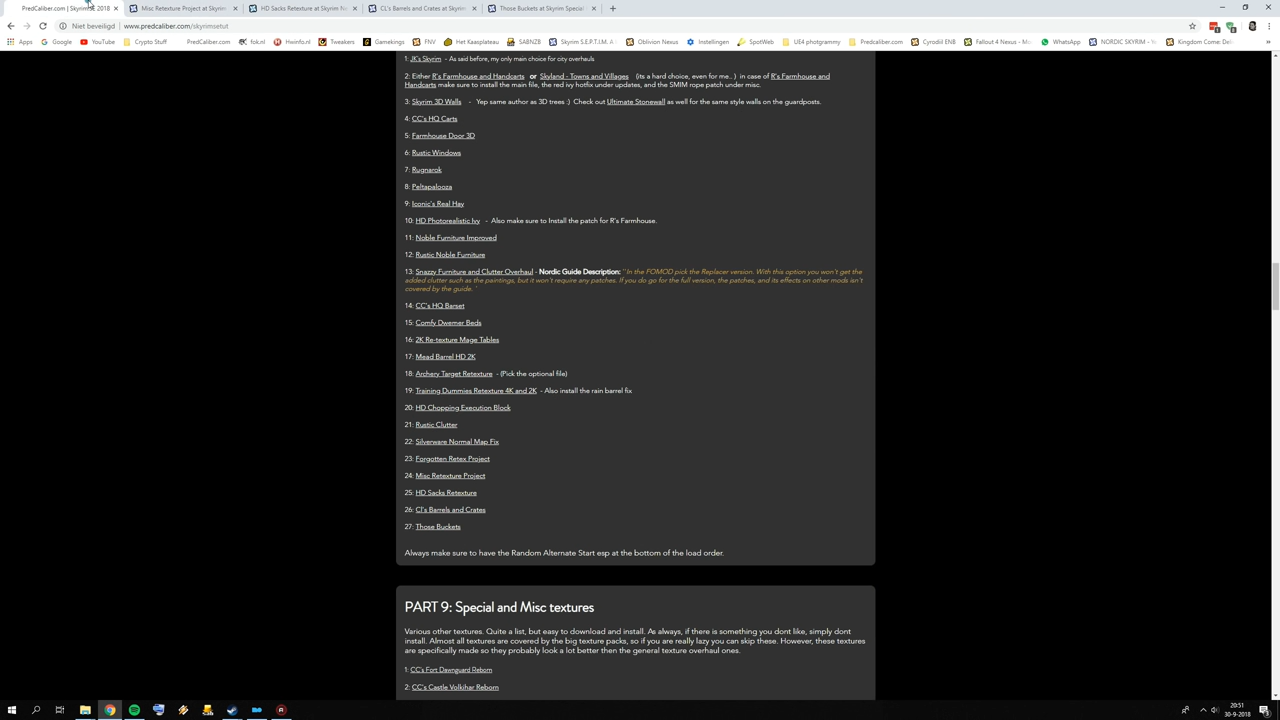 PredCaliber.com | SkyrimSE 2018
Misc Retexture Project at Skyrim
HD Sacks Retexture at Skyrim N
CL's Barrels and Crates at Skyrim
Those Buckets at Skyrim Special
Niet beveiligd | www.predcaliber.com/skyrimsetut
Apps Google YouTube Crypto Stuff PredCaliber.com fok.nl Hwinfo.nl Tweakers Gamekings FNV Het Kaasplateau SABNZB Skyrim S.E.P.T.I.M. Oblivion Nexus Instellingen SpotWeb UE4 photgrammy Predcaliber.com Cyrodiil ENB Fallout 4 Nexus - Mo WhatsApp NORDIC SKYRIM - Kingdom Come: Del
1: JK's Skyrim - As said before, my only main choice for city overhauls
2: Either R's Farmhouse and Handcarts or Skyland - Towns and Villages (its a hard choice, even for me.. ) in case of R's Farmhouse and
Handcarts make sure to install the main file, the red ivy hotfix under updates, and the SMIM rope patch under misc.
3: Skyrim 3D Walls - Yep same author as 3D trees :) Check out Ultimate Stonewall as well for the same style walls on the guardposts.
4: CC's HQ Carts
5: Farmhouse Door 3D
6: Rustic Windows
7: Rugnarok
8: Peltapalooza
9: Iconic's Real Hay
10: HD Photorealistic Ivy - Also make sure to Install the patch for R's Farmhouse.
11: Noble Furniture Improved
12: Rustic Noble Furniture
13: Snazzy Furniture and Clutter Overhaul - Nordic Guide Description: ''In the FOMOD pick the Replacer version. With this option you won't get the
added clutter such as the paintings, but it won't require any patches. If you do go for the full version, the patches, and its effects on other mods isn't
covered by the guide. '
14: CC's HQ Barset
15: Comfy Dwemer Beds
16: 2K Re-texture Mage Tables
17: Mead Barrel HD 2K
18: Archery Target Retexture - (Pick the optional file)
19: Training Dummies Retexture 4K and 2K - Also install the rain barrel fix
20: HD Chopping Execution Block
21: Rustic Clutter
22: Silverware Normal Map Fix
23: Forgotten Retex Project
24: Misc Retexture Project
25: HD Sacks Retexture
26: Cl's Barrels and Crates
27: Those Buckets
Always make sure to have the Random Alternate Start esp at the bottom of the load order.
PART 9: Special and Misc textures
Various other textures. Quite a list, but easy to download and install. As always, if there is something you dont like, simply dont
install. Almost all textures are covered by the big texture packs, so if you are really lazy you can skip these. However, these textures
are specifically made so they probably look a lot better then the general texture overhaul ones.
1: CC's Fort Dawnguard Reborn
2: CC's Castle Volkihar Reborn
20:51
30-9-2018